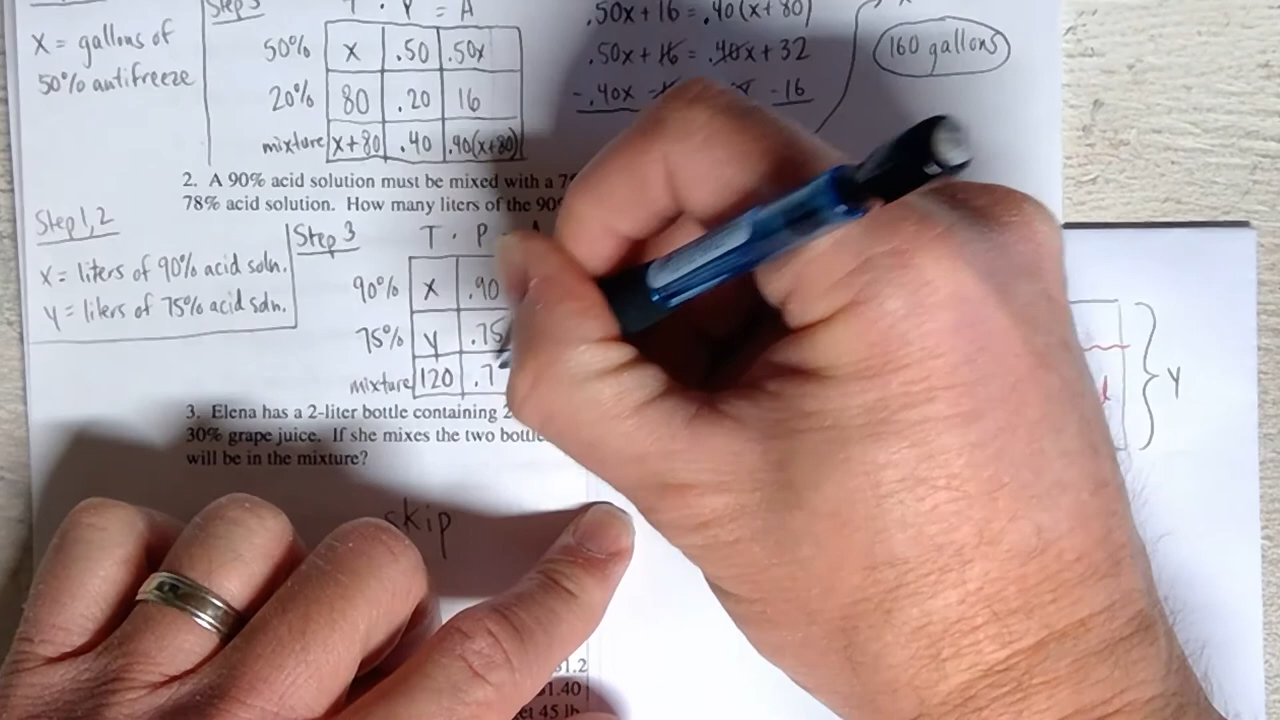 Step 3
T · P = A
.50x + 16 = .40(x+80)
X = gallons of
50% antifreeze
50% x .50 .50x
.50x + 16 = .40x + 32
160 gallons
20% 80 .20 16
- .40x -16
mixture x+80 .40 .40(x+80)
2. A 90% acid solution must be mixed with a
78% acid solution. How many liters of the
Step 1,2
Step 3
T · P
X = liters of 90% acid soln.
y = liters of 75% acid soln.
90% x .90
75% y .75
mixture 120
Y
3. Elena has a 2-liter bottle containing
30% grape juice. If she mixes the two
will be in the mixture?
skip
$1.40
45 lb